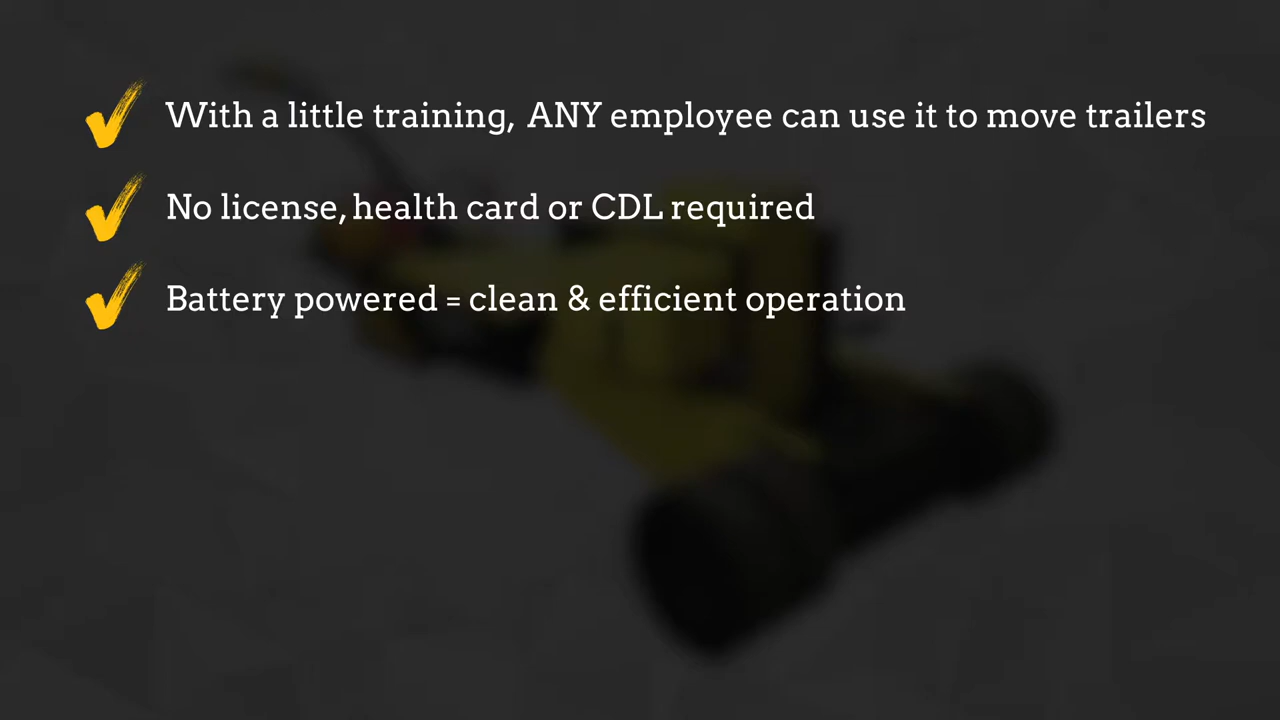 With a little training, ANY employee can use it to move trailers
No license, health card or CDL required
Battery powered = clean & efficient operation